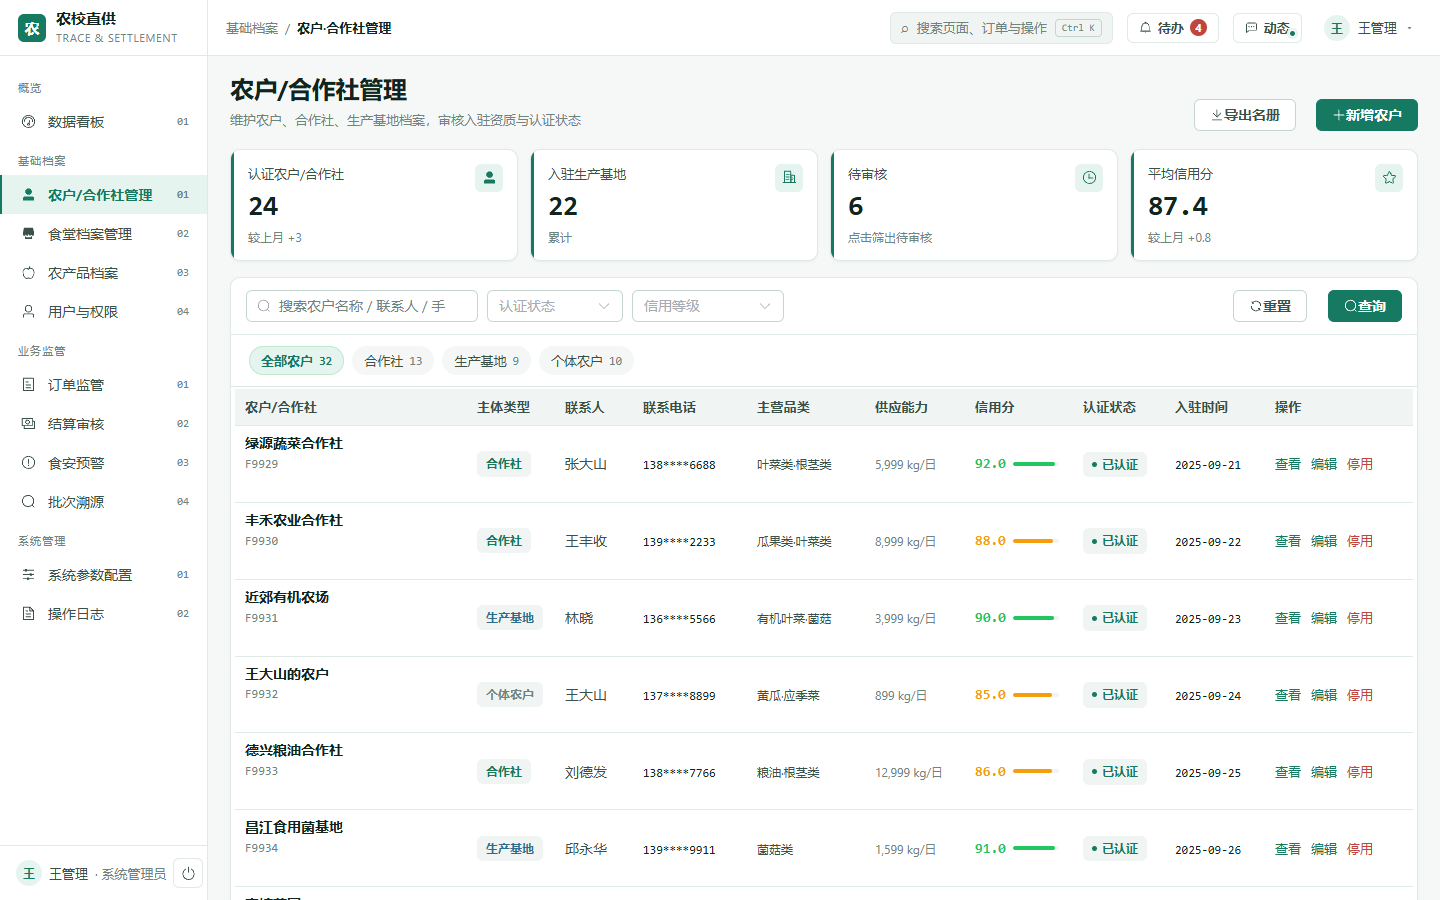 农
农校直供
TRACE & SETTLEMENT
概览
数据看板 01
基础档案
农户/合作社管理 01
食堂档案管理 02
农产品档案 03
用户与权限 04
业务监管
订单监管 01
结算审核 02
食安预警 03
批次溯源 04
系统管理
系统参数配置 01
操作日志 02
王 王管理 · 系统管理员
基础档案 / 农户·合作社管理
搜索页面、订单与操作 Ctrl K
待办 4
动态
王 王管理
农户/合作社管理
维护农户、合作社、生产基地档案，审核入驻资质与认证状态
导出名册
新增农户
认证农户/合作社
24
较上月 +3
入驻生产基地
22
累计
待审核
6
点击筛出待审核
平均信用分
87.4
较上月 +0.8
搜索农户名称 / 联系人 / 手
认证状态
信用等级
重置
查询
全部农户 32
合作社 13
生产基地 9
个体农户 10
农户/合作社 主体类型 联系人 联系电话 主营品类 供应能力 信用分 认证状态 入驻时间 操作
绿源蔬菜合作社
F9929 合作社 张大山 138****6688 叶菜类·根茎类 5,999 kg/日 92.0 已认证 2025-09-21 查看 编辑 停用
丰禾农业合作社
F9930 合作社 王丰收 139****2233 瓜果类·叶菜类 8,999 kg/日 88.0 已认证 2025-09-22 查看 编辑 停用
近郊有机农场
F9931 生产基地 林晓 136****5566 有机叶菜·菌菇 3,999 kg/日 90.0 已认证 2025-09-23 查看 编辑 停用
王大山的农户
F9932 个体农户 王大山 137****8899 黄瓜·应季菜 899 kg/日 85.0 已认证 2025-09-24 查看 编辑 停用
德兴粮油合作社
F9933 合作社 刘德发 138****7766 粮油·根茎类 12,999 kg/日 86.0 已认证 2025-09-25 查看 编辑 停用
昌江食用菌基地
F9934 生产基地 邱永华 139****9911 菌菇类 1,599 kg/日 91.0 已认证 2025-09-26 查看 编辑 停用